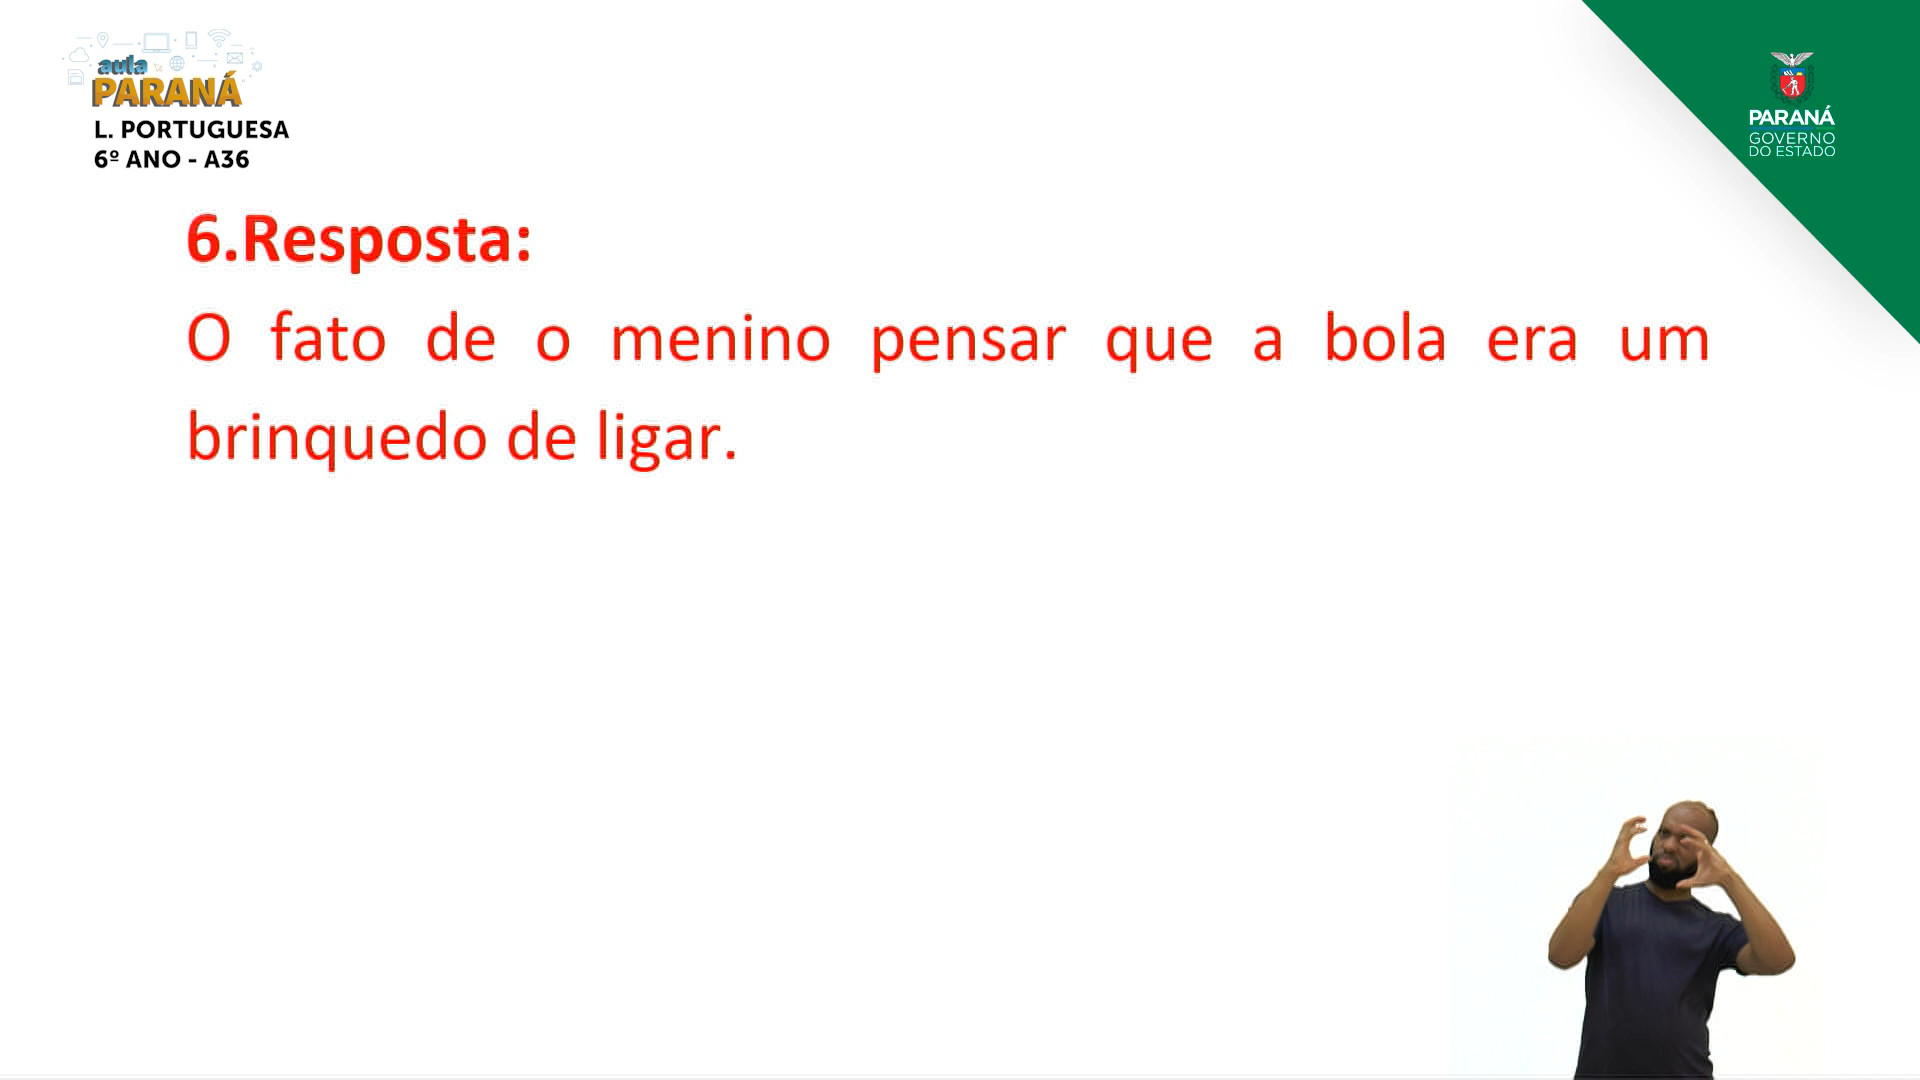 aula
PARANÁ
L. PORTUGUESA
6º ANO - A36
PARANÁ
GOVERNO
DO ESTADO
6.Resposta:
O fato de o menino pensar que a bola era um
brinquedo de ligar.